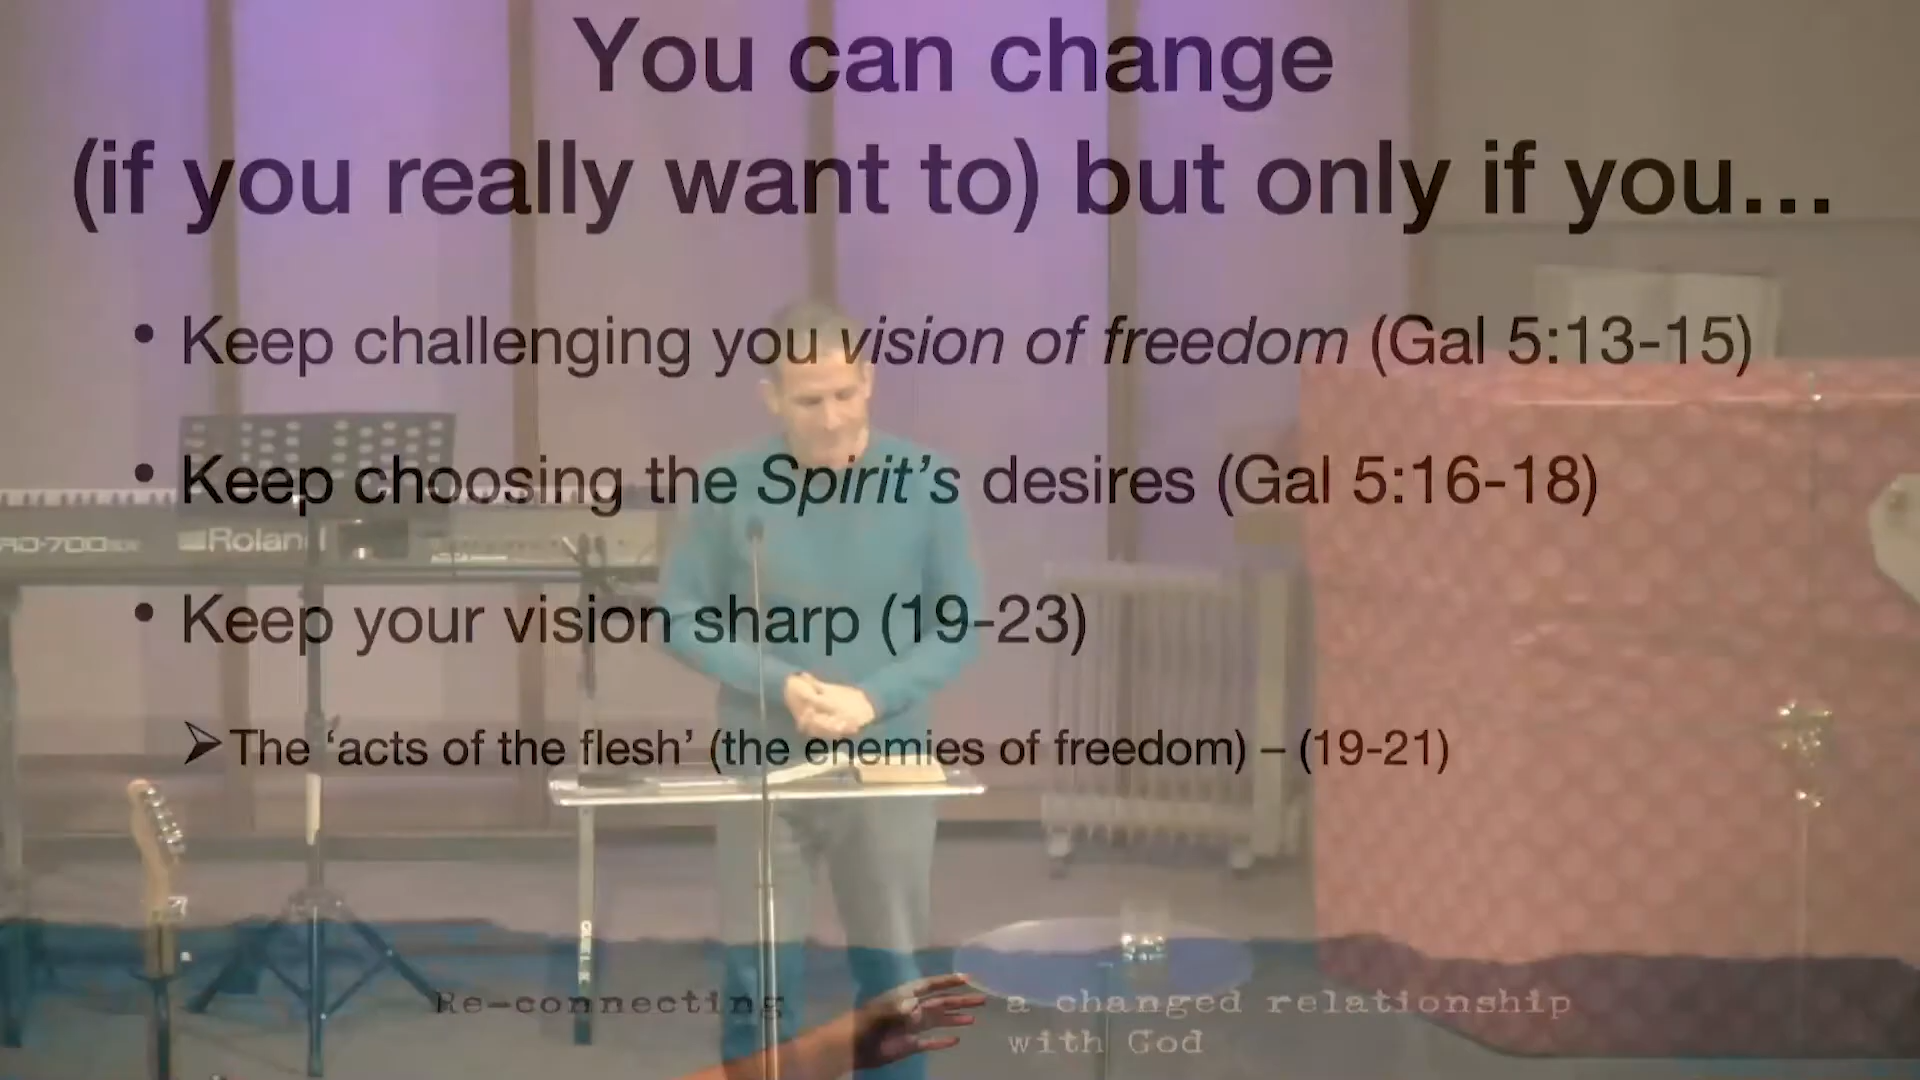 You can change
(if you really want to) but only if you...
• Keep challenging you vision of freedom (Gal 5:13-15)
• Keep choosing the Spirit’s desires (Gal 5:16-18)
RD-700SX Roland
• Keep your vision sharp (19-23)
➢ The ‘acts of the flesh’ (the enemies of freedom) – (19-21)
Re-connecting
a changed relationship
with God